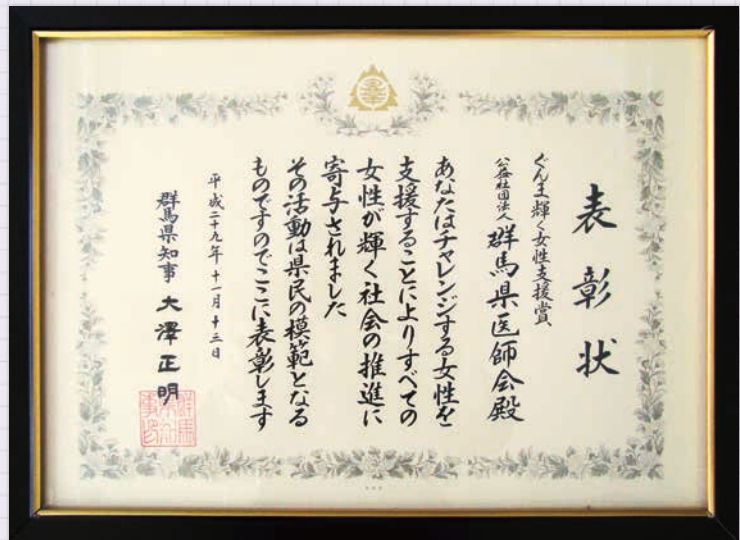 表彰状
ぐんま輝く女性支援賞
公益社団法人 群馬県医師会殿
あなたはチャレンジする女性を
支援することによりすべての
女性が輝く社会の推進に
寄与されました
その活動は県民の模範となる
ものですのでここに表彰します
平成二十九年十一月十三日
群馬県知事 大澤正明